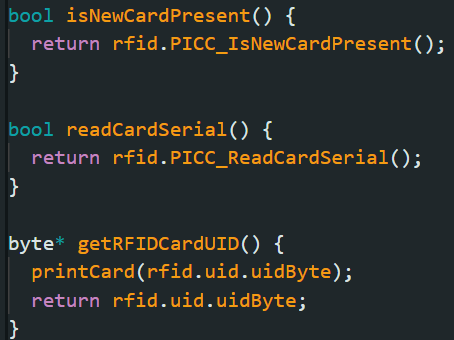 bool isNewCardPresent() {
  return rfid.PICC_IsNewCardPresent();
}

bool readCardSerial() {
  return rfid.PICC_ReadCardSerial();
}

byte* getRFIDCardUID() {
  printCard(rfid.uid.uidByte);
  return rfid.uid.uidByte;
}